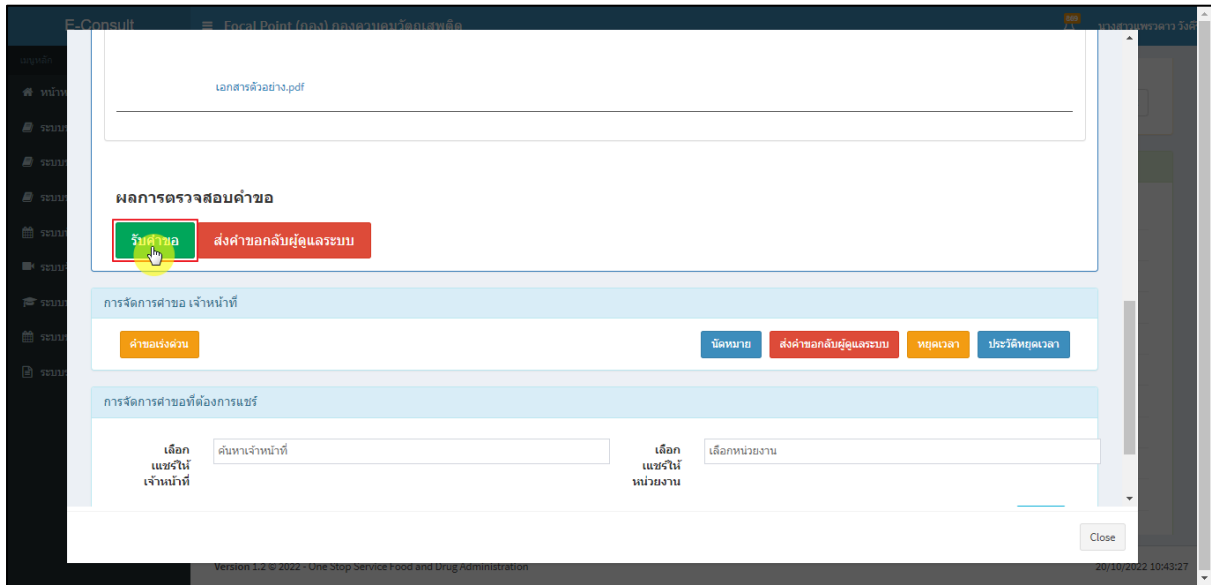 E-Consult
Focal Point (กอง) กองควบคุมวัตถุเสพติด
เมนูหลัก
เอกสารตัวอย่าง.pdf
ผลการตรวจสอบคำขอ
รับคำขอ ส่งคำขอกลับผู้ดูแลระบบ
การจัดการคำขอ เจ้าหน้าที่
คำขอเร่งด่วน นัดหมาย ส่งคำขอกลับผู้ดูแลระบบ หยุดเวลา ประวัติหยุดเวลา
การจัดการคำขอที่ต้องการแชร์
เลือก ค้นหาเจ้าหน้าที่ เลือก เลือกหน่วยงาน
แชร์ให้ แชร์ให้
เจ้าหน้าที่ หน่วยงาน
Close
Version 1.2 © 2022 - One Stop Service Food and Drug Administration 20/10/2022 10:43:27